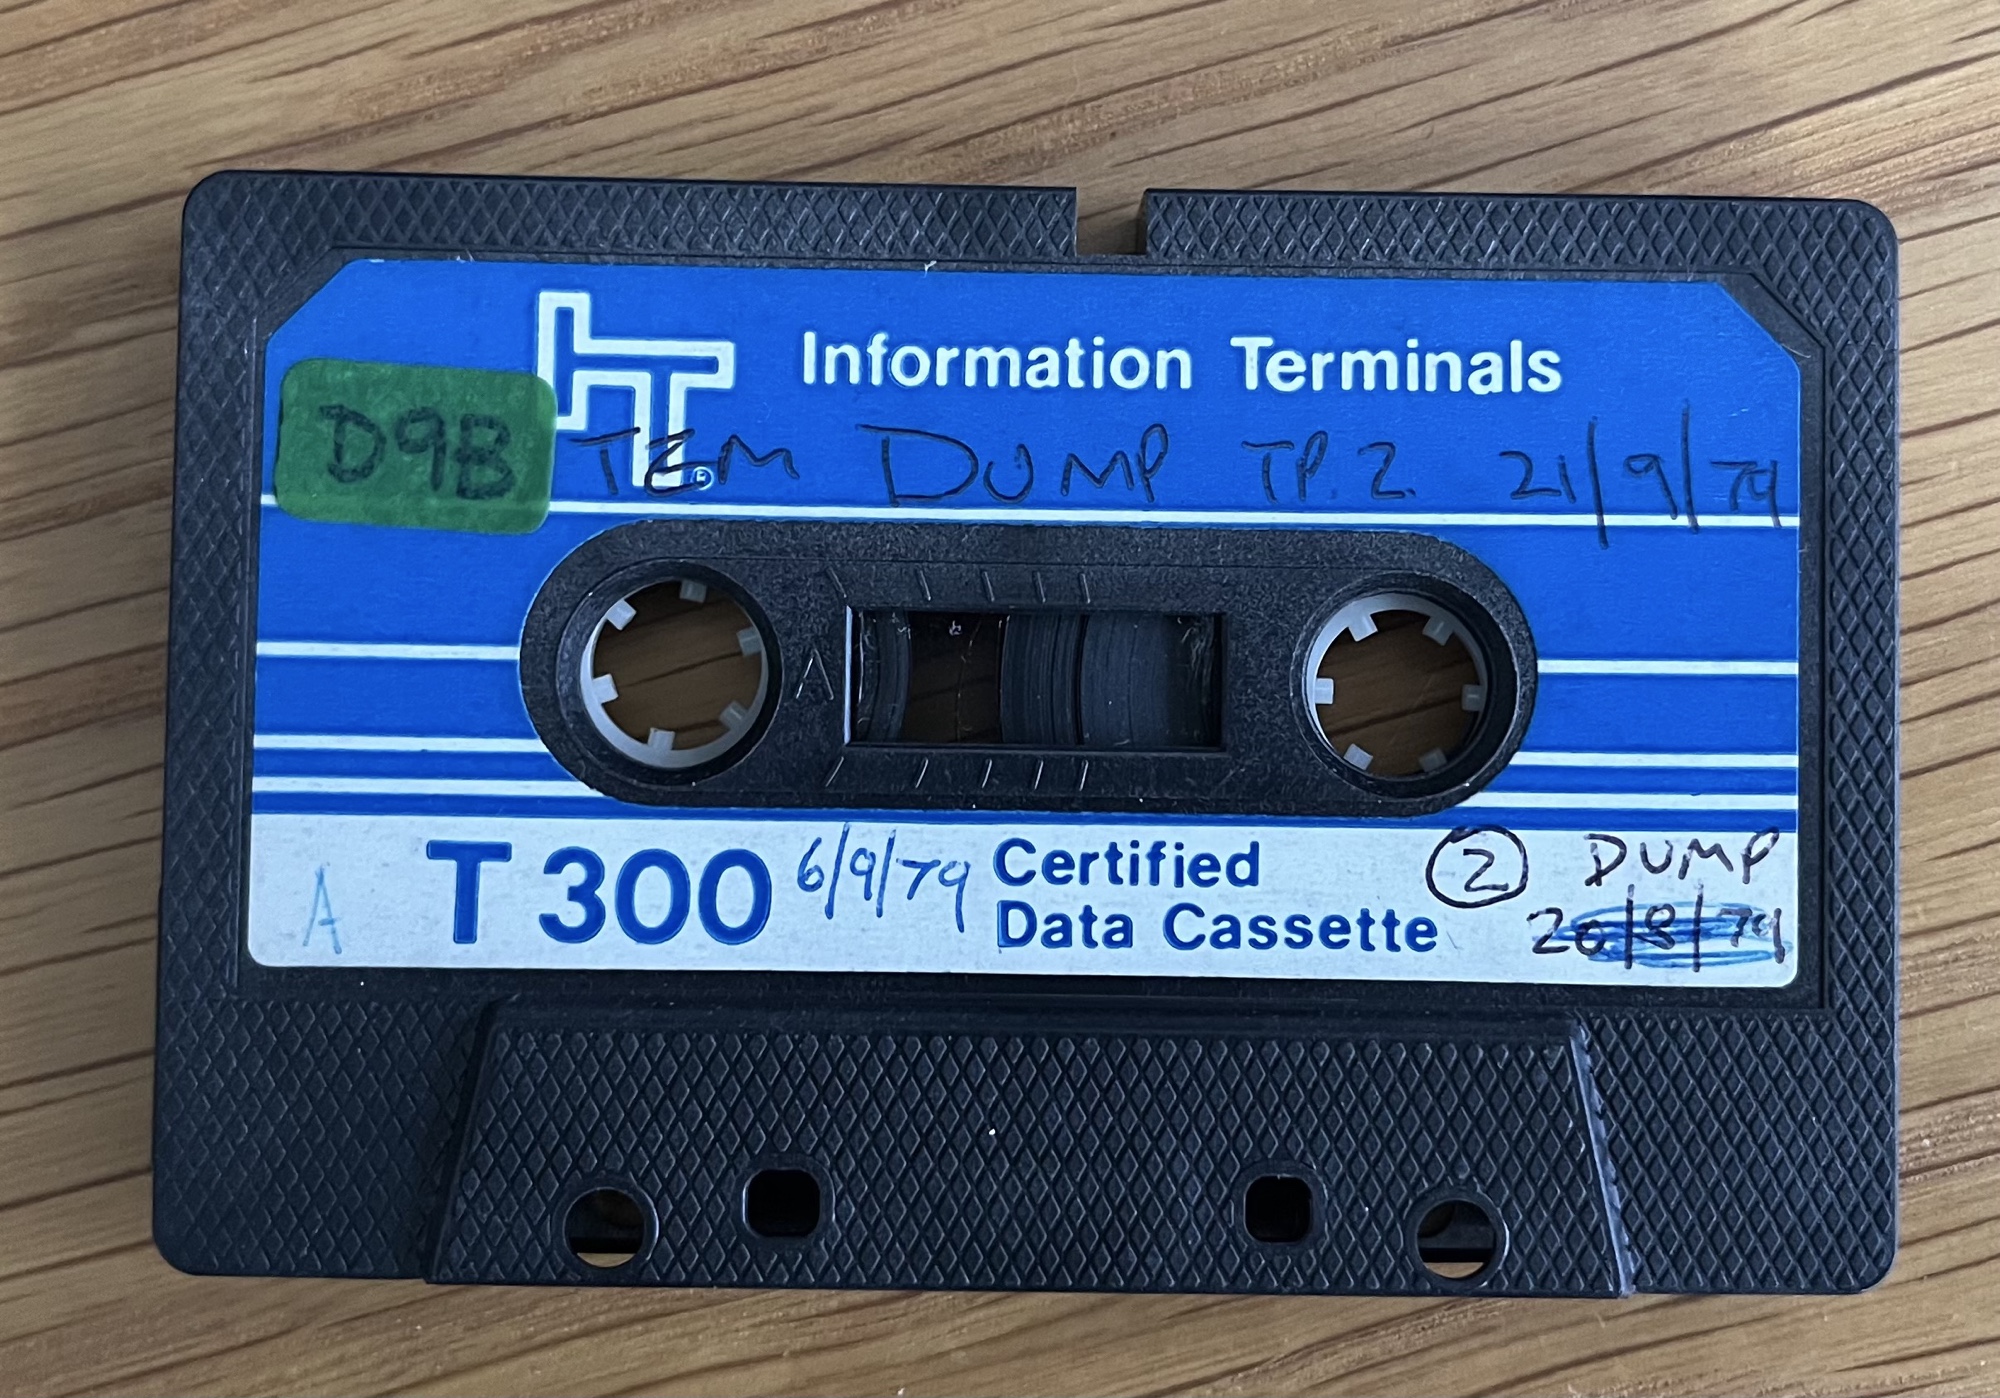 Information Terminals
D9B TEM DUMP TP.2 21/9/79
®
A
A T300 6/9/79 Certified Data Cassette
② DUMP
20/8/79